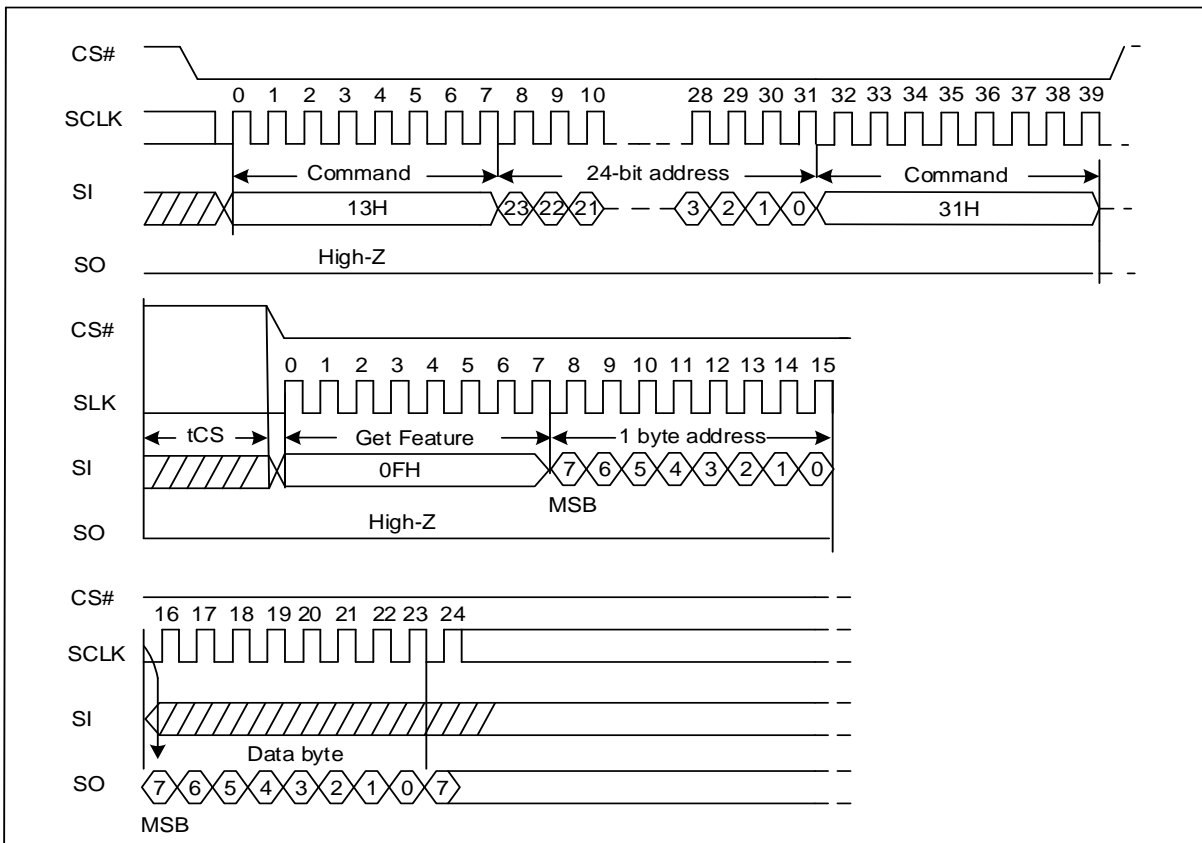 CS#
0 1 2 3 4 5 6 7 8 9 10 28 29 30 31 32 33 34 35 36 37 38 39
SCLK
Command 24-bit address Command
SI 13H 23 22 21 3 2 1 0 31H
High-Z
SO
CS#
0 1 2 3 4 5 6 7 8 9 10 11 12 13 14 15
SLK
tCS Get Feature 1 byte address
SI 0FH 7 6 5 4 3 2 1 0
MSB
High-Z
SO
CS#
16 17 18 19 20 21 22 23 24
SCLK
SI
Data byte
SO 7 6 5 4 3 2 1 0 7
MSB